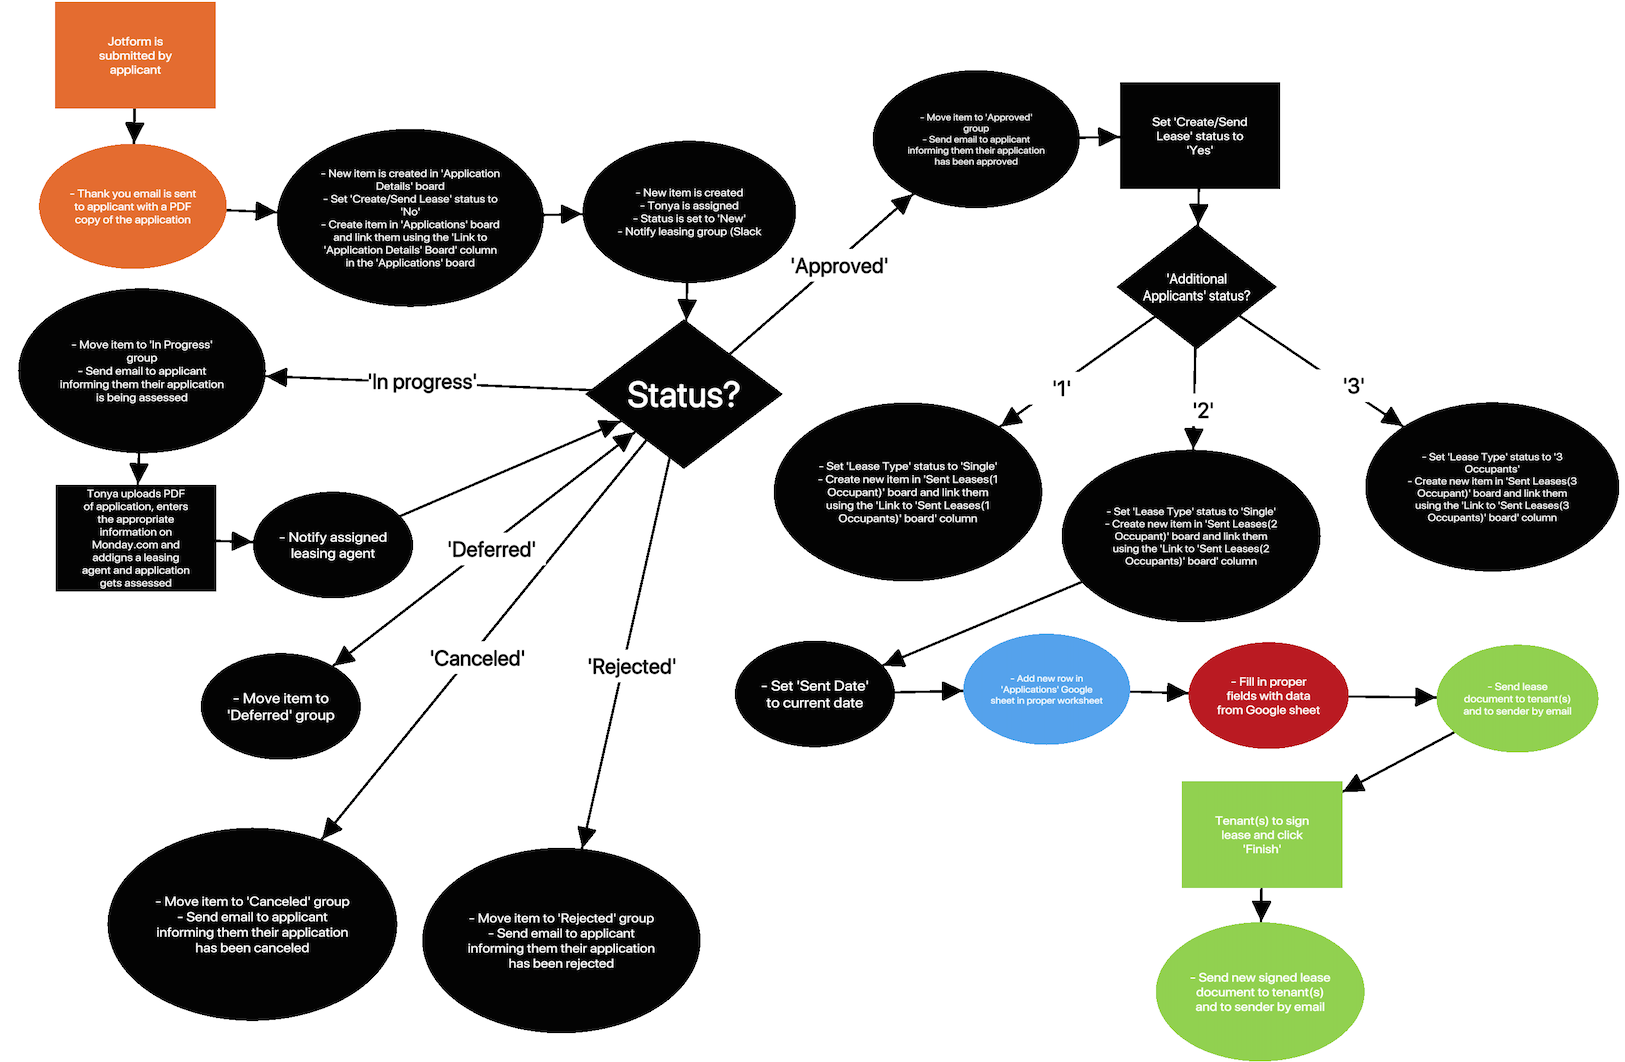 Jotform is
submitted by
applicant
- Thank you email is sent
to applicant with a PDF
copy of the application
- New item is created in 'Application
Details' board
- Set 'Create/Send Lease' status to
'No'
- Create item in 'Applications' board
and link them using the 'Link to
'Application Details' Board' column
in the 'Applications' board
- New item is created
- Tonya is assigned
- Status is set to 'New'
- Notify leasing group (Slack
Status?
'In progress'
- Move item to 'In Progress'
group
- Send email to applicant
informing them their application
is being assessed
Tonya uploads PDF
of application, enters
the appropriate
information on
Monday.com and
addigns a leasing
agent and application
gets assessed
- Notify assigned
leasing agent
'Deferred'
- Move item to
'Deferred' group
'Canceled'
- Move item to 'Canceled' group
- Send email to applicant
informing them their application
has been canceled
'Rejected'
- Move item to 'Rejected' group
- Send email to applicant
informing them their application
has been rejected
'Approved'
- Move item to 'Approved'
group
- Send email to applicant
informing them their application
has been approved
Set 'Create/Send
Lease' status to
'Yes'
'Additional
Applicants' status?
'1'
'2'
'3'
- Set 'Lease Type' status to 'Single'
- Create new item in 'Sent Leases(1
Occupant)' board and link them
using the 'Link to 'Sent Leases(1
Occupants)' board' column
- Set 'Lease Type' status to 'Single'
- Create new item in 'Sent Leases(2
Occupant)' board and link them
using the 'Link to 'Sent Leases(2
Occupants)' board' column
- Set 'Lease Type' status to '3
Occupants'
- Create new item in 'Sent Leases(3
Occupant)' board and link them
using the 'Link to 'Sent Leases(3
Occupants)' board' column
- Set 'Sent Date'
to current date
- Add new row in
'Applications' Google
sheet in proper worksheet
- Fill in proper
fields with data
from Google sheet
- Send lease
document to tenant(s)
and to sender by email
Tenant(s) to sign
lease and click
'Finish'
- Send new signed lease
document to tenant(s)
and to sender by email